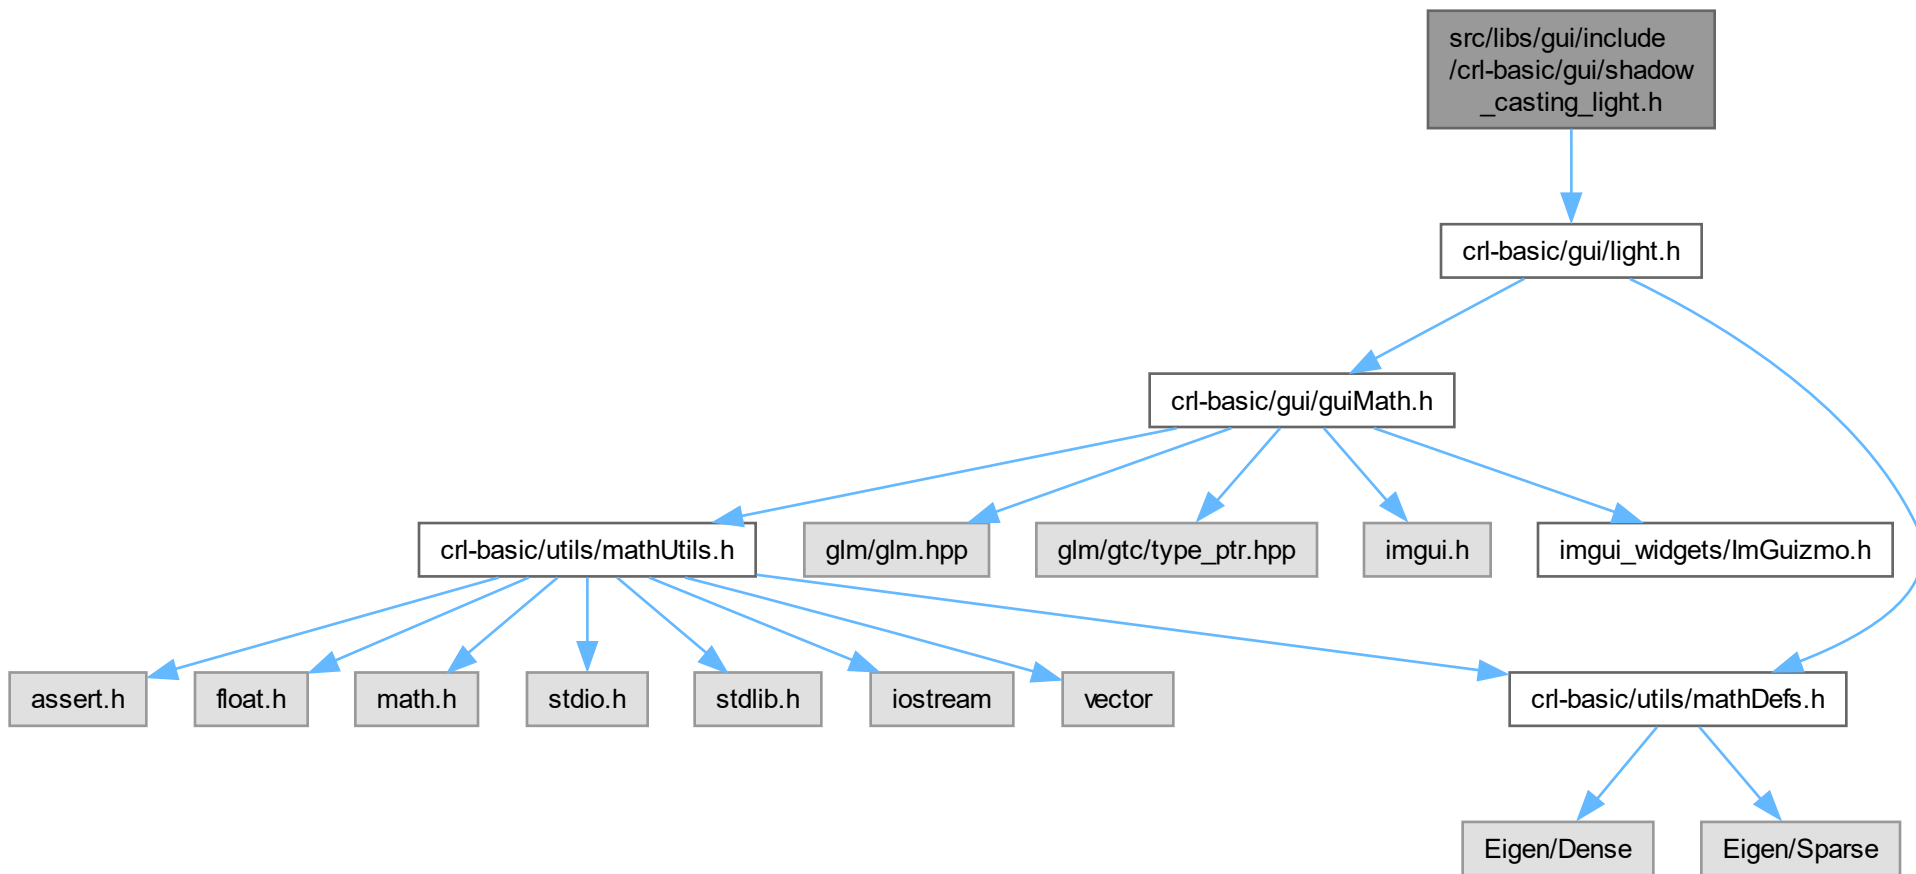 src/libs/gui/include
/crl-basic/gui/shadow
_casting_light.h
crl-basic/gui/light.h
crl-basic/gui/guiMath.h
crl-basic/utils/mathUtils.h
glm/glm.hpp
glm/gtc/type_ptr.hpp
imgui.h
imgui_widgets/ImGuizmo.h
assert.h
float.h
math.h
stdio.h
stdlib.h
iostream
vector
crl-basic/utils/mathDefs.h
Eigen/Dense
Eigen/Sparse